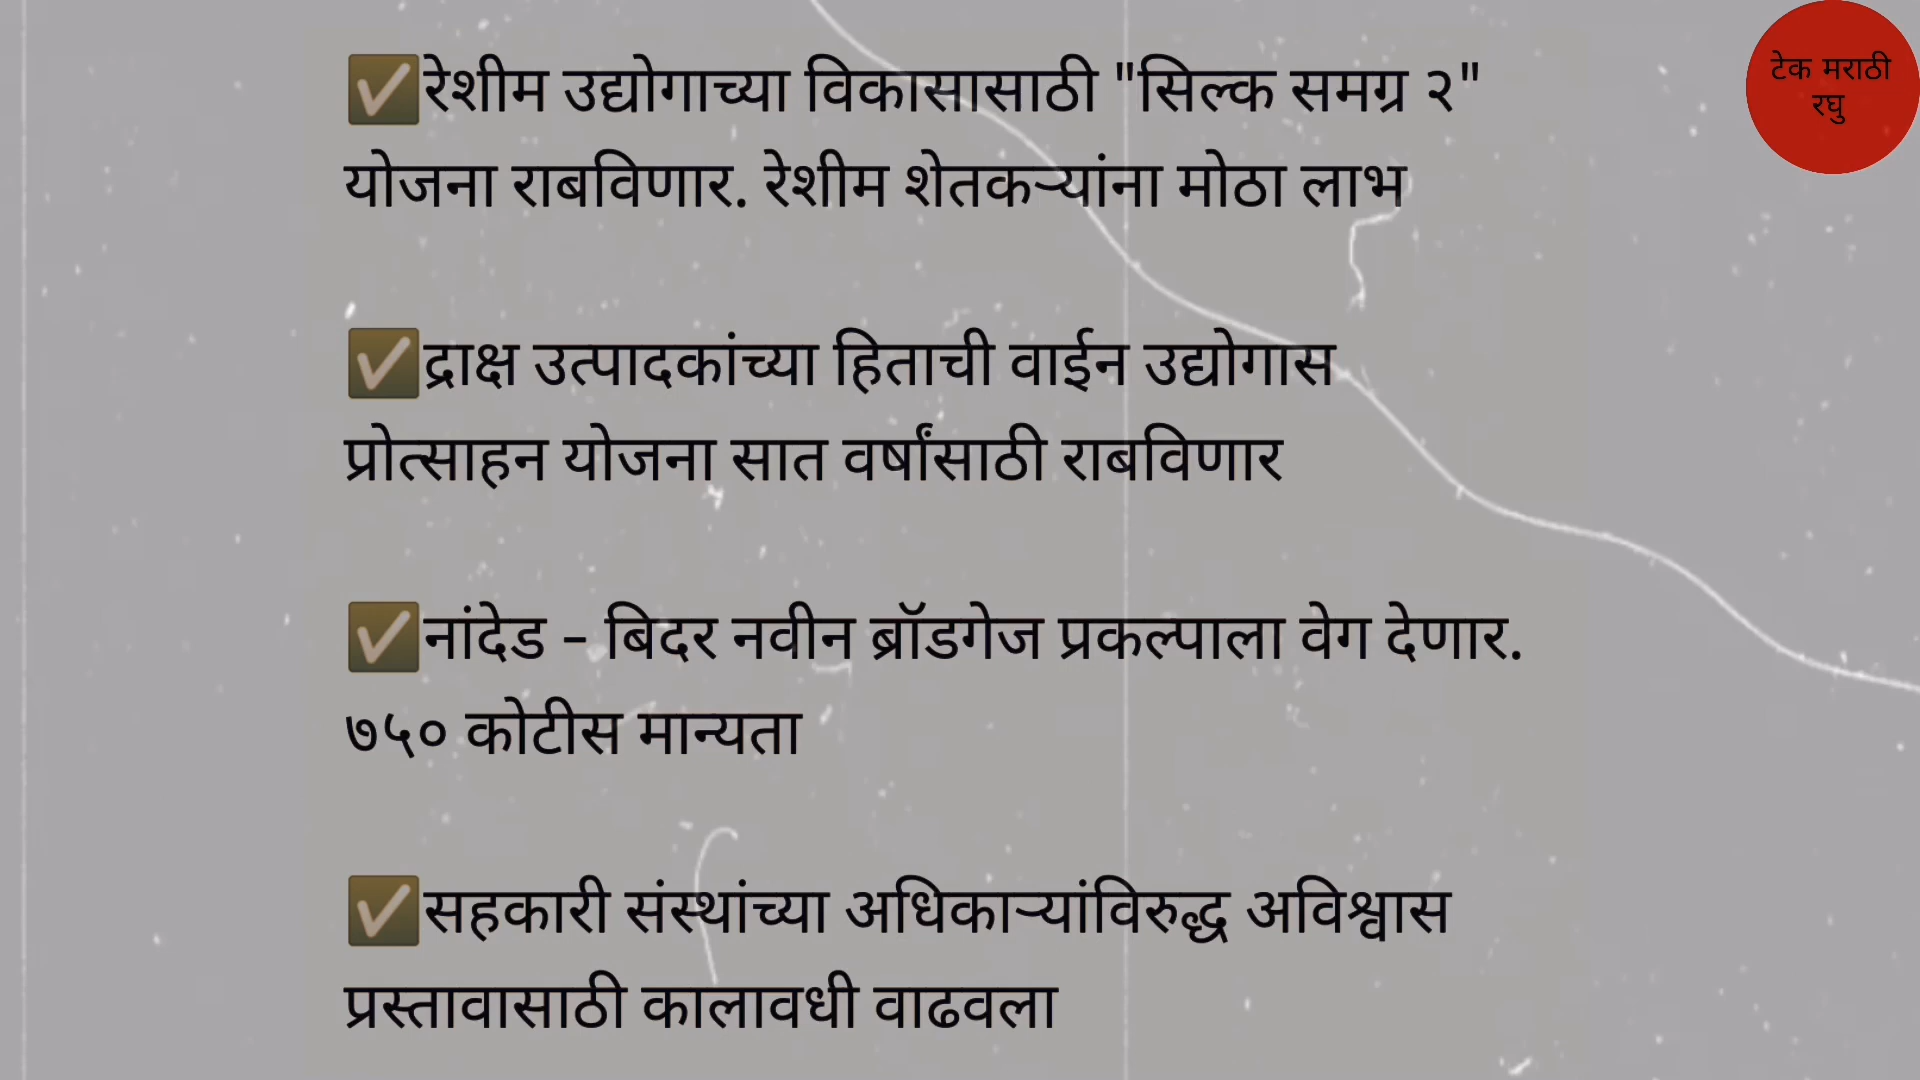 ✅रेशीम उद्योगाच्या विकासासाठी "सिल्क समग्र २"
योजना राबविणार. रेशीम शेतकऱ्यांना मोठा लाभ
✅द्राक्ष उत्पादकांच्या हिताची वाईन उद्योगास
प्रोत्साहन योजना सात वर्षांसाठी राबविणार
✅नांदेड – बिदर नवीन ब्रॉडगेज प्रकल्पाला वेग देणार.
७५० कोटीस मान्यता
✅सहकारी संस्थांच्या अधिकाऱ्यांविरुद्ध अविश्वास
प्रस्तावासाठी कालावधी वाढवला
टेक मराठी
रघु